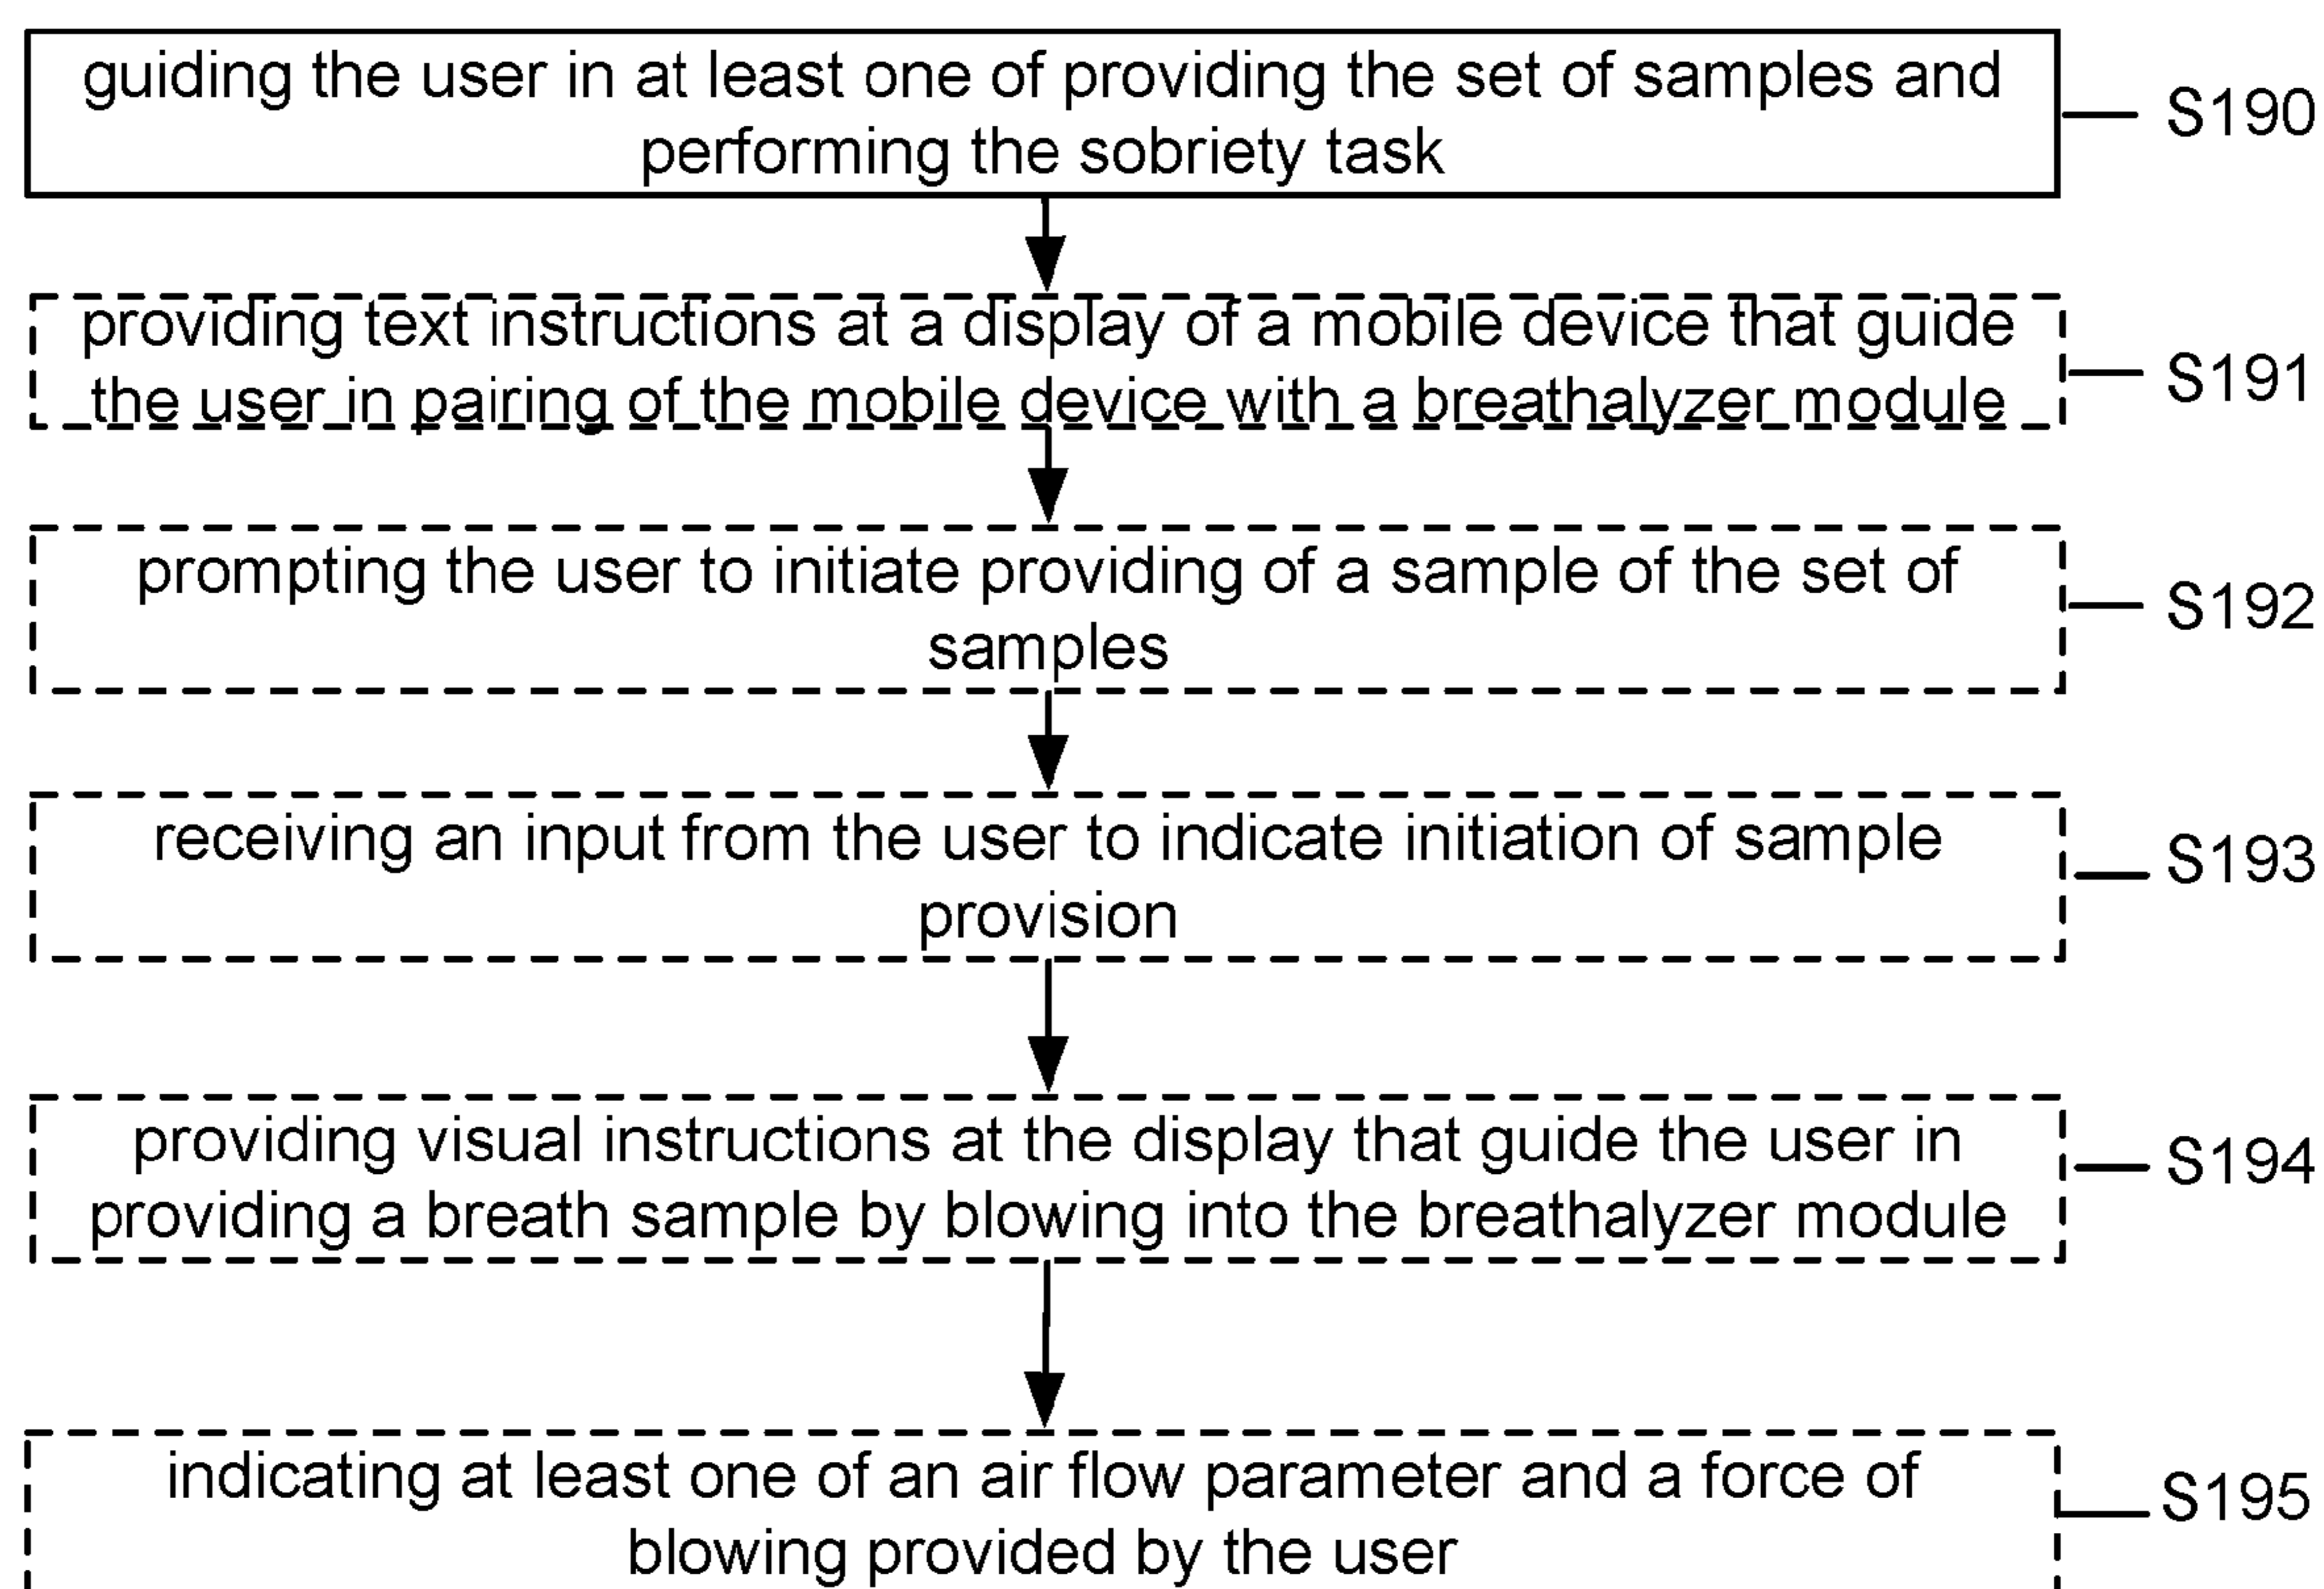 guiding the user in at least one of providing the set of samples and
performing the sobriety task
S190
providing text instructions at a display of a mobile device that guide
the user in pairing of the mobile device with a breathalyzer module
S191
prompting the user to initiate providing of a sample of the set of
samples
S192
receiving an input from the user to indicate initiation of sample
provision
S193
providing visual instructions at the display that guide the user in
providing a breath sample by blowing into the breathalyzer module
S194
indicating at least one of an air flow parameter and a force of
blowing provided by the user
S195